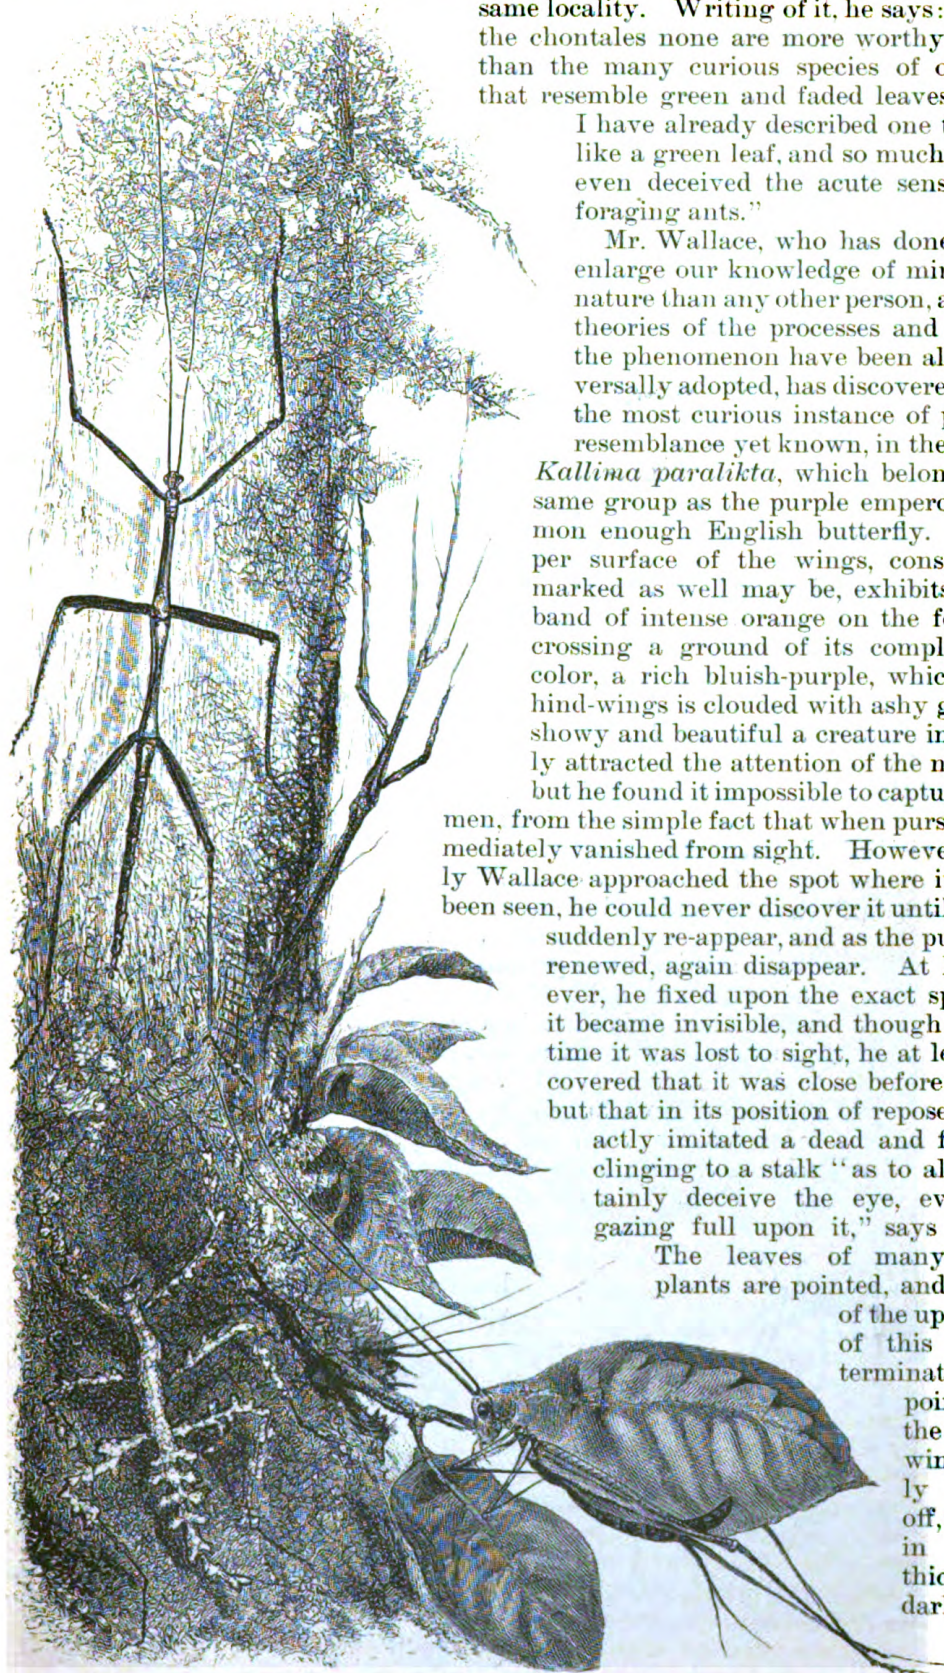 same locality. Writing of it, he says:
the chontales none are more worthy
than the many curious species of
that resemble green and faded leaves
I have already described one
like a green leaf, and so much
even deceived the acute sens
foraging ants."
Mr. Wallace, who has done
enlarge our knowledge of mi
nature than any other person,
theories of the processes and
the phenomenon have been al
versally adopted, has discovere
the most curious instance of
resemblance yet known, in the
Kallima paralikta, which belon
same group as the purple emper
mon enough English butterfly.
per surface of the wings, cons
marked as well may be, exhibits
band of intense orange on the f
crossing a ground of its compl
color, a rich bluish-purple, whic
hind-wings is clouded with ashy
showy and beautiful a creature in
ly attracted the attention of the
but he found it impossible to captu
men, from the simple fact that when purs
mediately vanished from sight. Howeve
ly Wallace approached the spot where i
been seen, he could never discover it until
suddenly re-appear, and as the pu
renewed, again disappear. At
ever, he fixed upon the exact sp
it became invisible, and though
time it was lost to sight, he at le
covered that it was close before
but that in its position of repose
actly imitated a dead and f
clinging to a stalk "as to al
tainly deceive the eye, ev
gazing full upon it," says
The leaves of many
plants are pointed, and
of the up
of this
terminat
poi
the
win
ly
off,
in
thi
dar